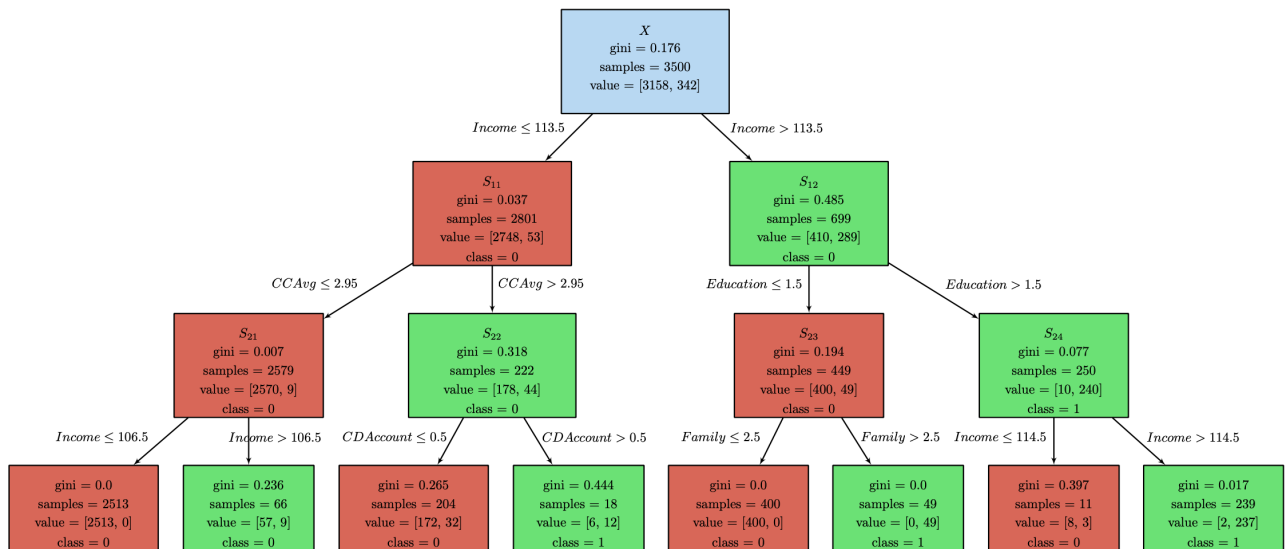 X
gini = 0.176
samples = 3500
value = [3158, 342]
Income ≤ 113.5
Income > 113.5
S₁₁
gini = 0.037
samples = 2801
value = [2748, 53]
class = 0
S₁₂
gini = 0.485
samples = 699
value = [410, 289]
class = 0
CCAvg ≤ 2.95
CCAvg > 2.95
Education ≤ 1.5
Education > 1.5
S₂₁
gini = 0.007
samples = 2579
value = [2570, 9]
class = 0
S₂₂
gini = 0.318
samples = 222
value = [178, 44]
class = 0
S₂₃
gini = 0.194
samples = 449
value = [400, 49]
class = 0
S₂₄
gini = 0.077
samples = 250
value = [10, 240]
class = 1
Income ≤ 106.5
Income > 106.5
CDAccount ≤ 0.5
CDAccount > 0.5
Family ≤ 2.5
Family > 2.5
Income ≤ 114.5
Income > 114.5
gini = 0.0
samples = 2513
value = [2513, 0]
class = 0
gini = 0.236
samples = 66
value = [57, 9]
class = 0
gini = 0.265
samples = 204
value = [172, 32]
class = 0
gini = 0.444
samples = 18
value = [6, 12]
class = 1
gini = 0.0
samples = 400
value = [400, 0]
class = 0
gini = 0.0
samples = 49
value = [0, 49]
class = 1
gini = 0.397
samples = 11
value = [8, 3]
class = 0
gini = 0.017
samples = 239
value = [2, 237]
class = 1